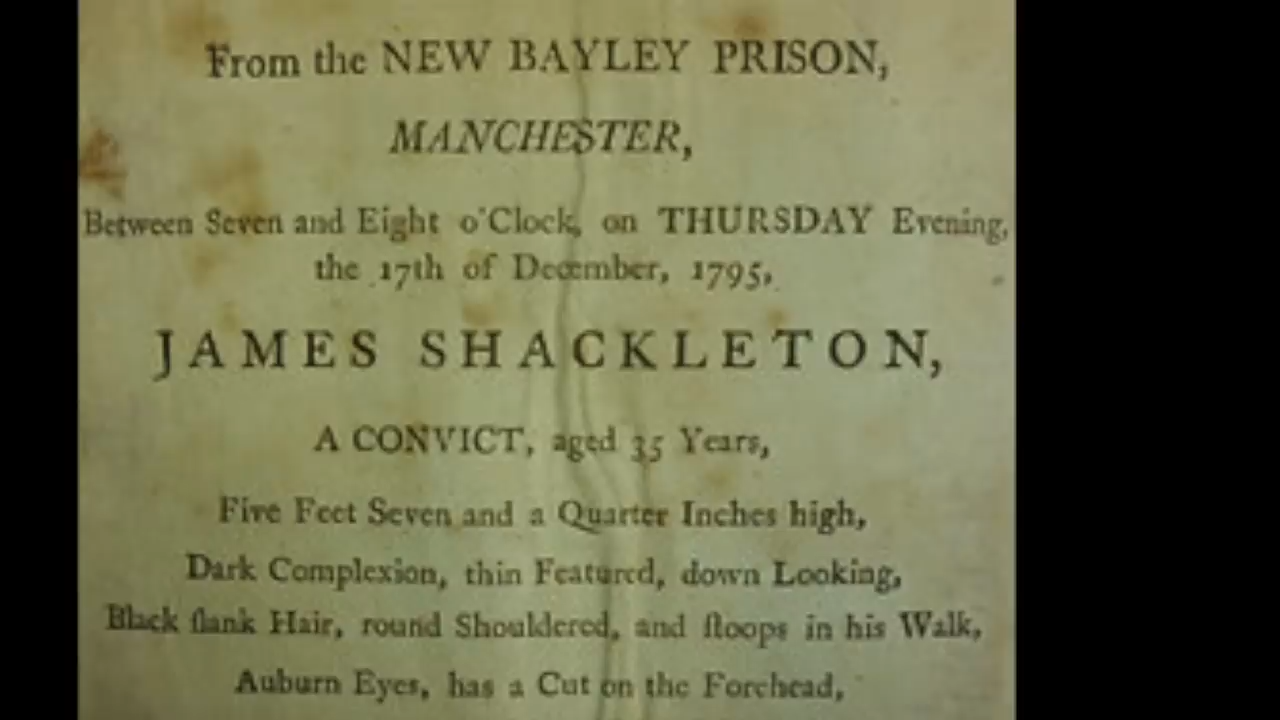 From the NEW BAYLEY PRISON,
MANCHESTER,
Between Seven and Eight o'Clock, on THURSDAY Evening,
the 17th of December, 1795,
JAMES SHACKLETON,
A CONVICT, aged 35 Years,
Five Feet Seven and a Quarter Inches high,
Dark Complexion, thin Featured, down Looking,
Black ſlank Hair, round Shouldered, and ſtoops in his Walk,
Auburn Eyes, has a Cut on the Forehead,